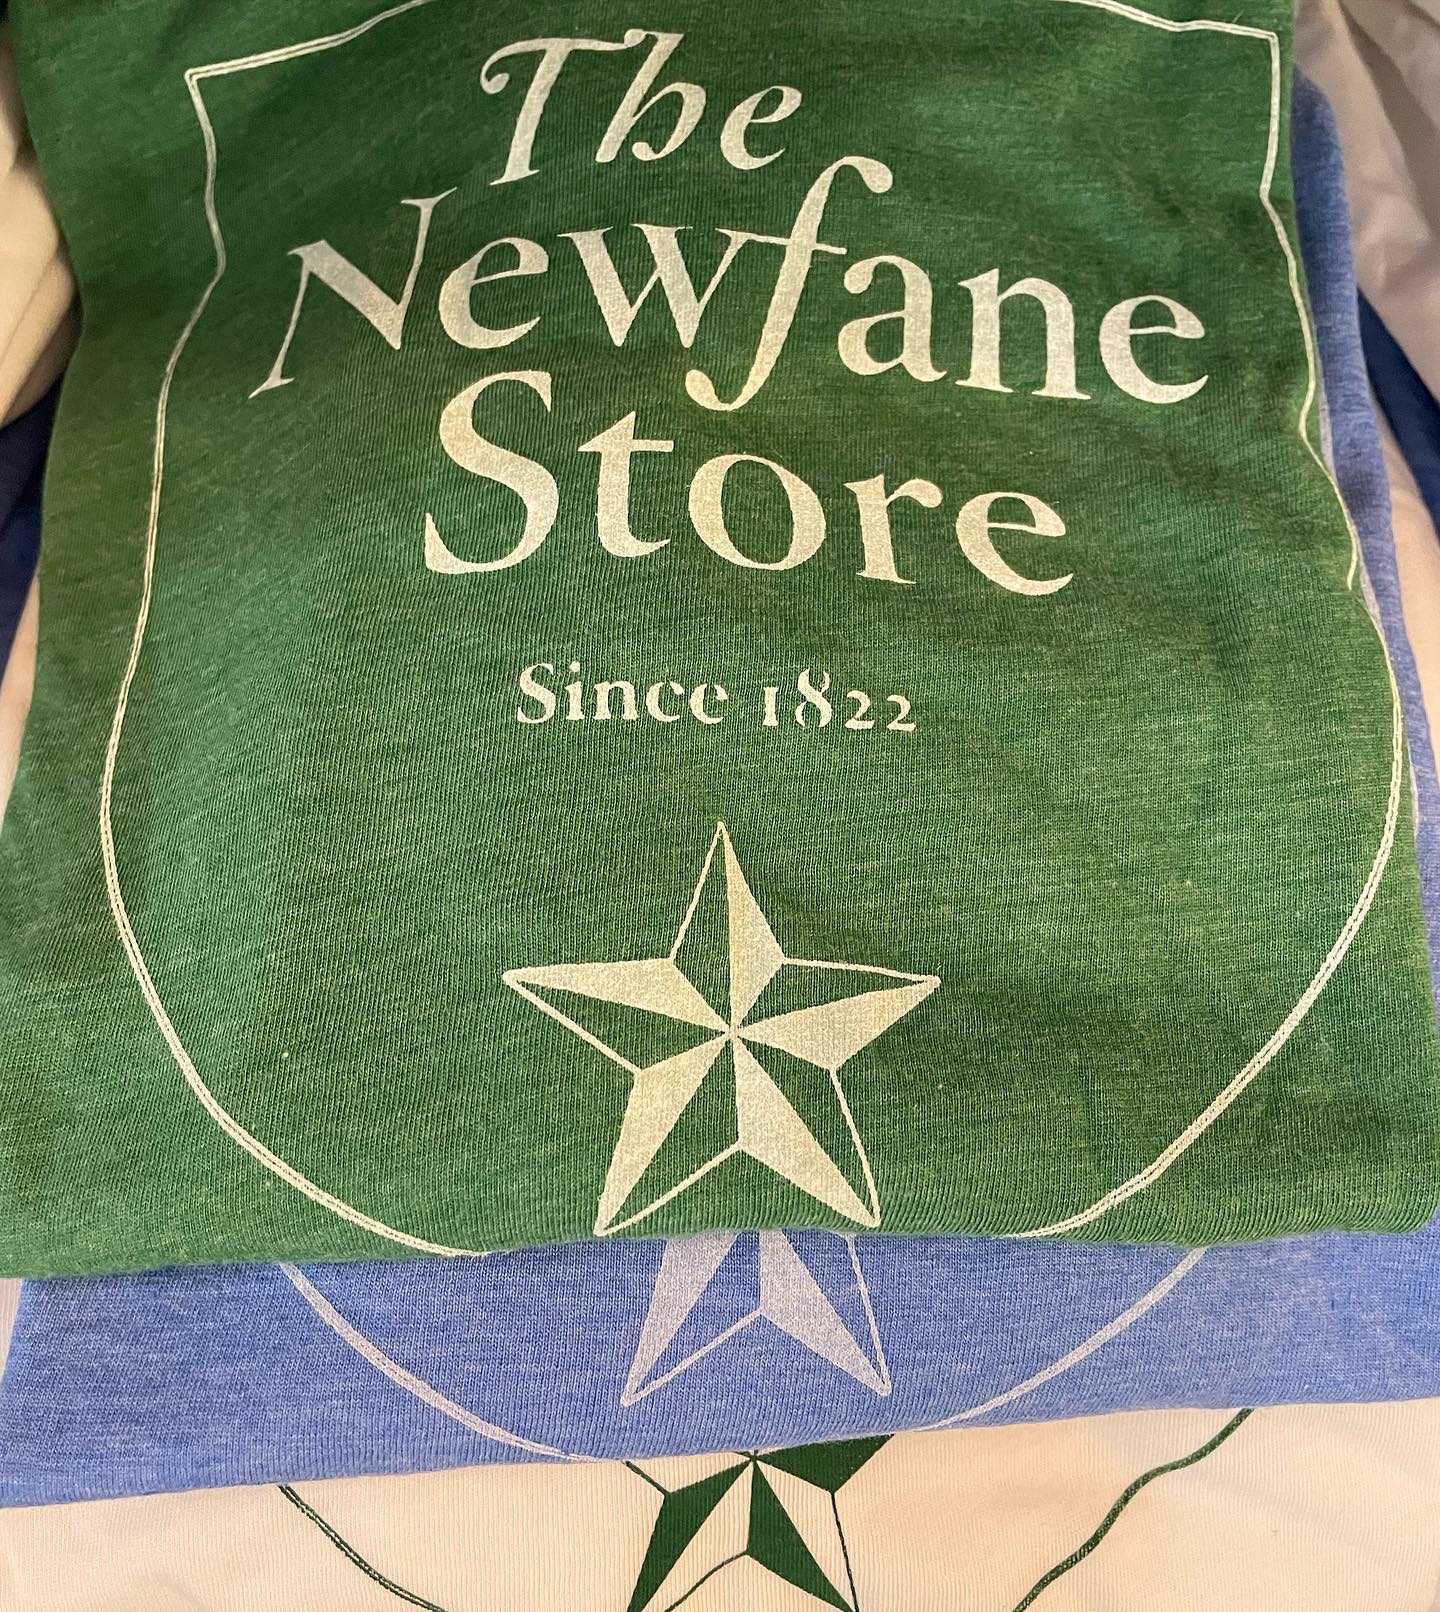 The
Newfane
Store
Since 1822